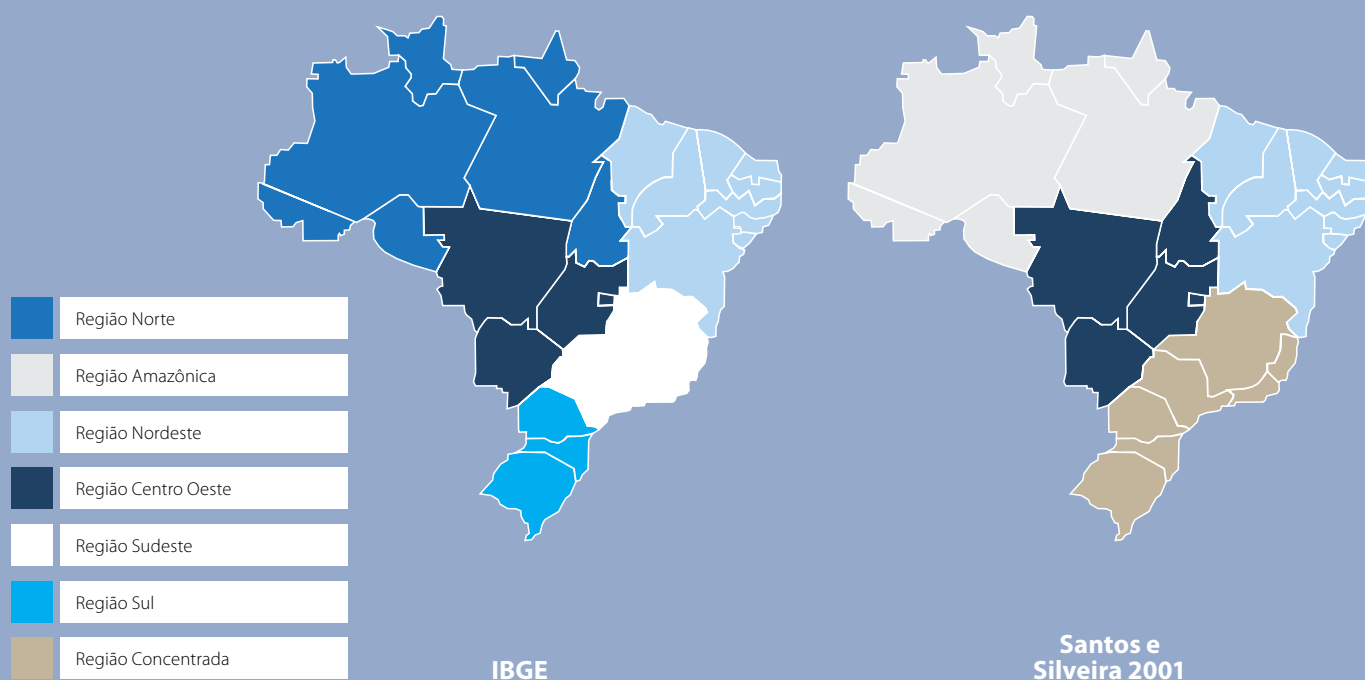 Região Norte
Região Amazônica
Região Nordeste
Região Centro Oeste
Região Sudeste
Região Sul
Região Concentrada
IBGE
Santos e
Silveira 2001